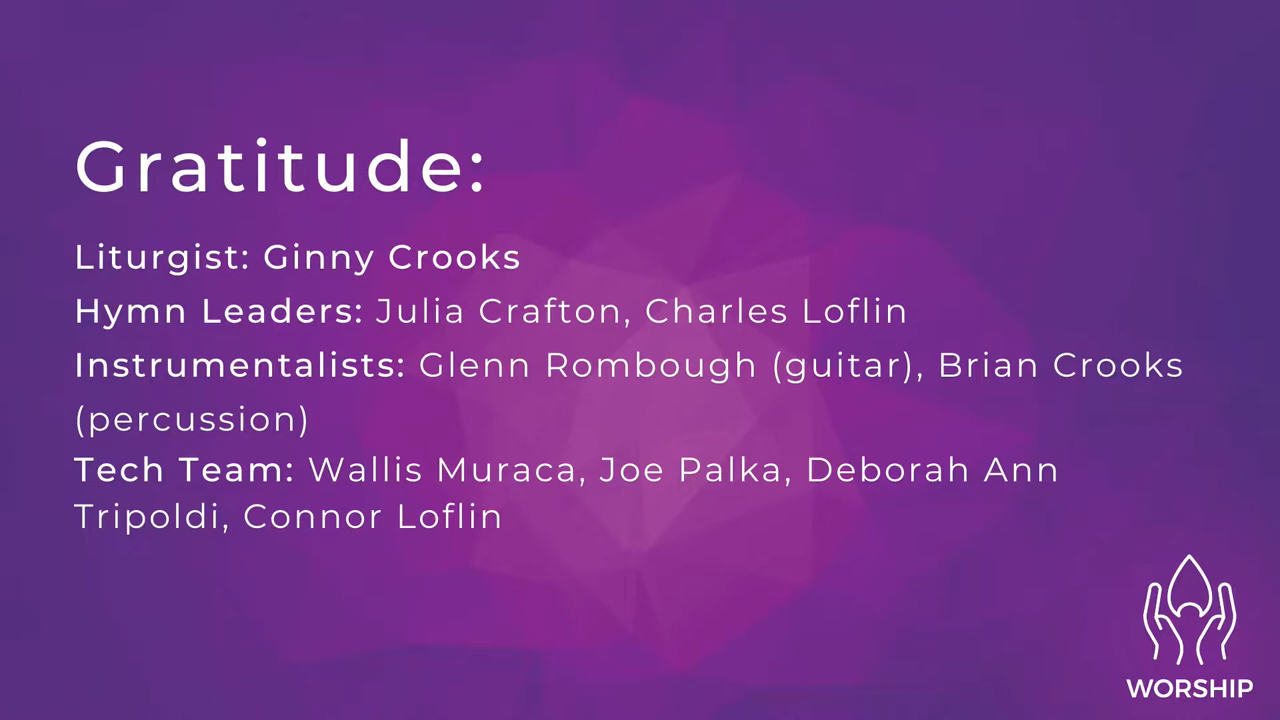 Gratitude:
Liturgist: Ginny Crooks
Hymn Leaders: Julia Crafton, Charles Loflin
Instrumentalists: Glenn Rombough (guitar), Brian Crooks
(percussion)
Tech Team: Wallis Muraca, Joe Palka, Deborah Ann
Tripoldi, Connor Loflin
WORSHIP